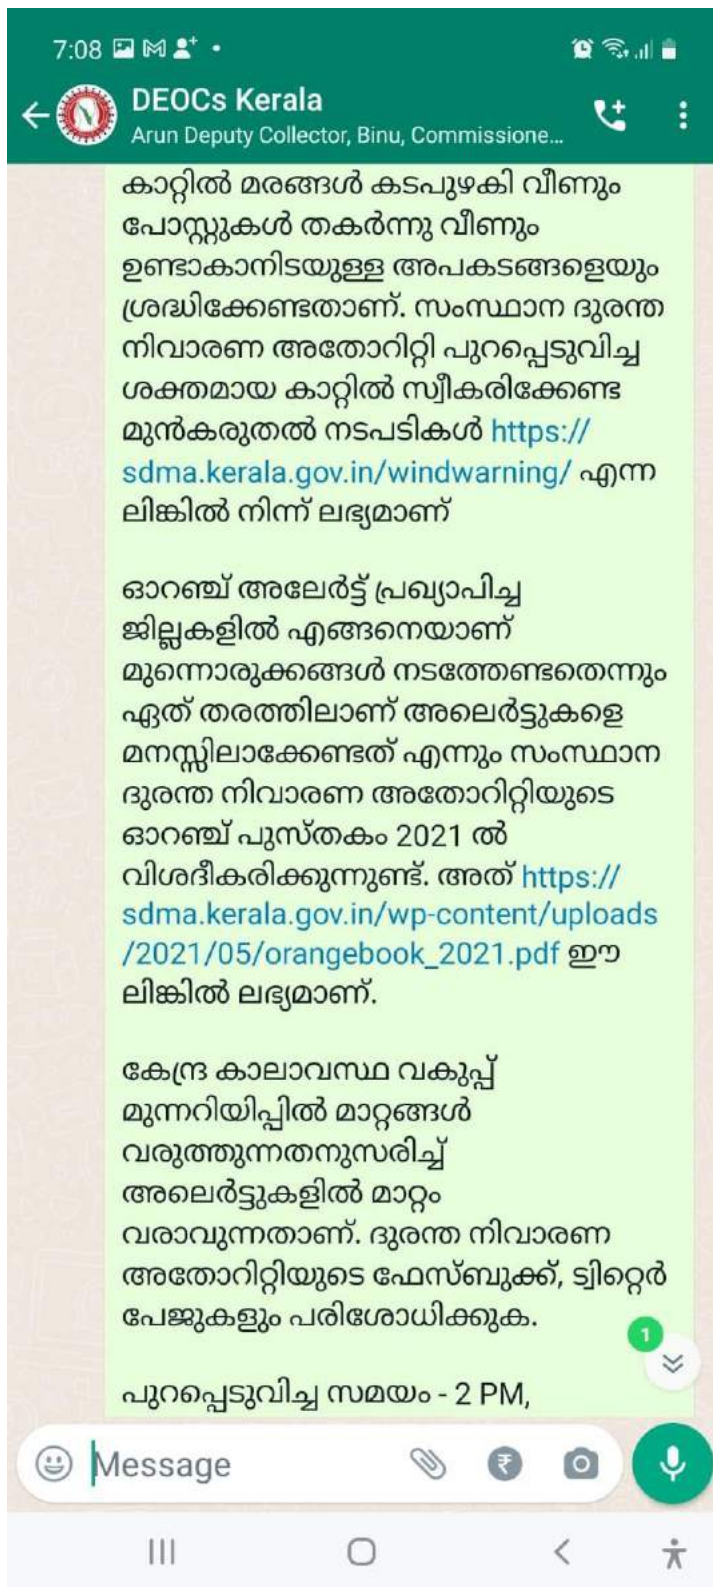 7:08
DEOCs Kerala
Arun Deputy Collector, Binu, Commissione...
കാറ്റിൽ മരങ്ങൾ കടപുഴകി വീണും
പോസ്റ്റുകൾ തകർന്നു വീണും
ഉണ്ടാകാനിടയുള്ള അപകടങ്ങളെയും
ശ്രദ്ധിക്കേണ്ടതാണ്. സംസ്ഥാന ദുരന്ത
നിവാരണ അതോറിറ്റി പുറപ്പെടുവിച്ച
ശക്തമായ കാറ്റിൽ സ്വീകരിക്കേണ്ട
മുൻകരുതൽ നടപടികൾ https://
sdma.kerala.gov.in/windwarning/ എന്ന
ലിങ്കിൽ നിന്ന് ലഭ്യമാണ്
ഓറഞ്ച് അലേർട്ട് പ്രഖ്യാപിച്ച
ജില്ലകളിൽ എങ്ങനെയാണ്
മുന്നൊരുക്കങ്ങൾ നടത്തേണ്ടതെന്നും
ഏത് തരത്തിലാണ് അലെർട്ടുകളെ
മനസ്സിലാക്കേണ്ടത് എന്നും സംസ്ഥാന
ദുരന്ത നിവാരണ അതോറിറ്റിയുടെ
ഓറഞ്ച് പുസ്തകം 2021 ൽ
വിശദീകരിക്കുന്നുണ്ട്. അത് https://
sdma.kerala.gov.in/wp-content/uploads
/2021/05/orangebook_2021.pdf ഈ
ലിങ്കിൽ ലഭ്യമാണ്.
കേന്ദ്ര കാലാവസ്ഥ വകുപ്പ്
മുന്നറിയിപ്പിൽ മാറ്റങ്ങൾ
വരുത്തുന്നതനുസരിച്ച്
അലെർട്ടുകളിൽ മാറ്റം
വരാവുന്നതാണ്. ദുരന്ത നിവാരണ
അതോറിറ്റിയുടെ ഫേസ്ബുക്ക്, ട്വിറ്റെർ
പേജുകളും പരിശോധിക്കുക.
1
പുറപ്പെടുവിച്ച സമയം - 2 PM,
Message